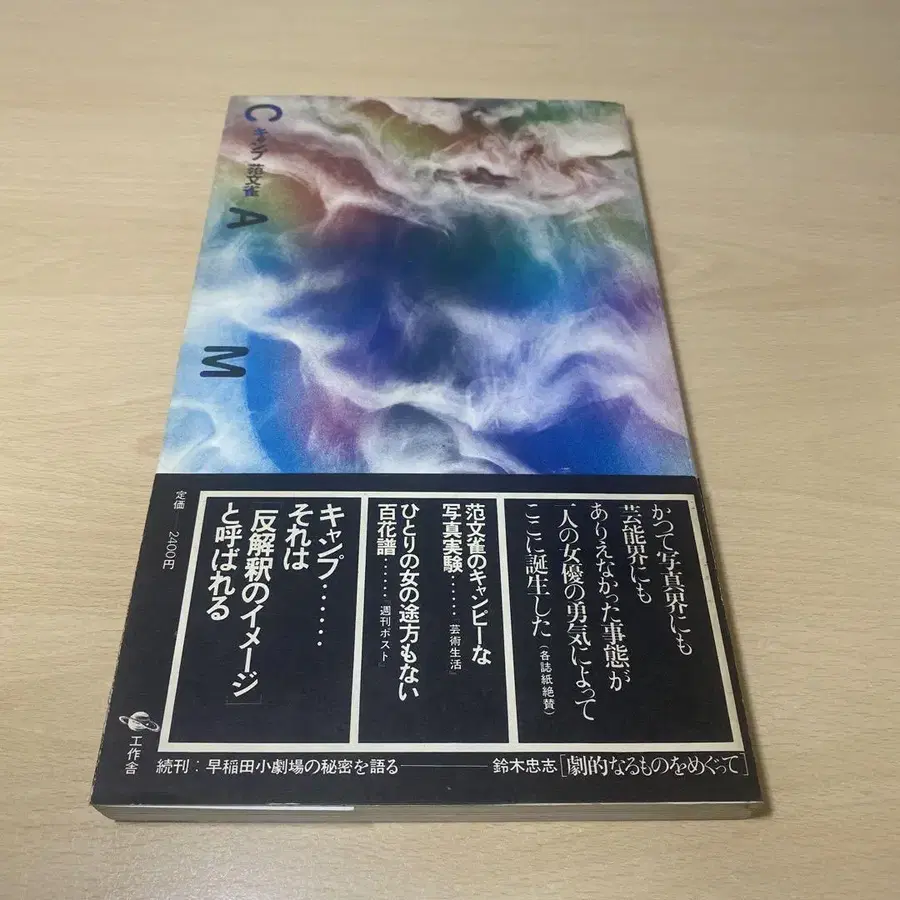 C
A
M
キャンプ 范文雀
かつて写真界にも
芸能界にも
ありえなかった事態が
一人の女優の勇気によって
ここに誕生した(各誌紙絶賛)
范文雀のキャンピーな
写真実験……『芸術生活』
ひとりの女の途方もない
百花譜……『週刊ポスト』
キャンプ……
それは
[反解釈のイメージ]
と呼ばれる
定価——2400円
工作舎
続刊:早稲田小劇場の秘密を語る———鈴木忠志[劇的なるものをめぐって]